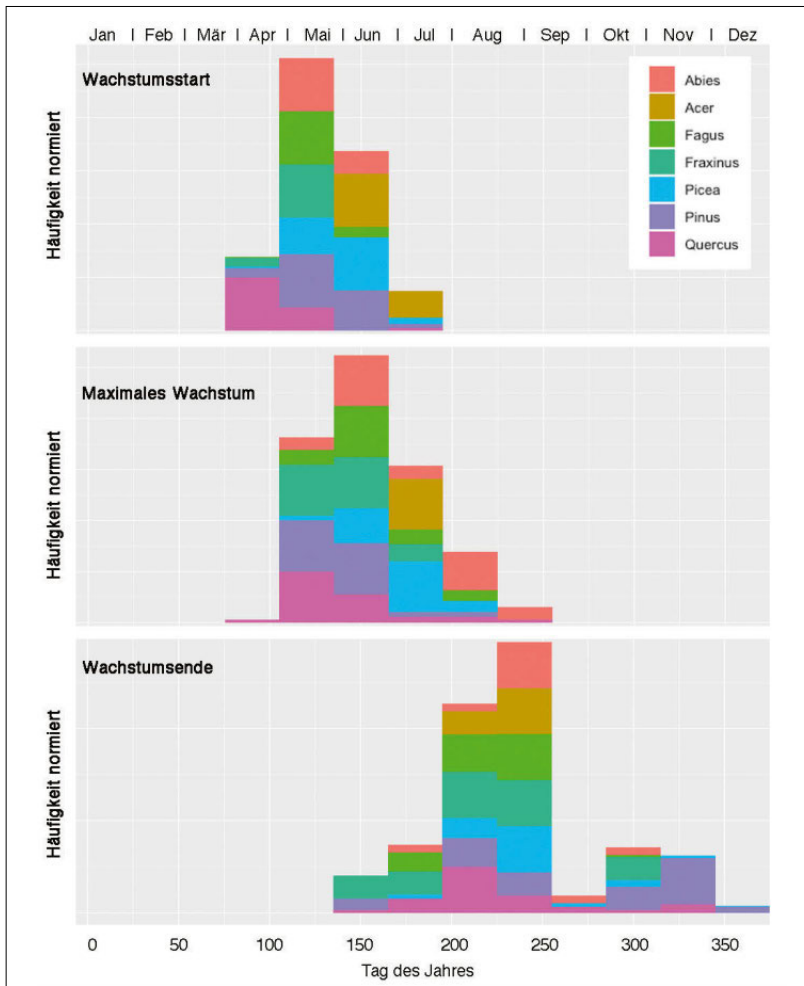 Jan | Feb | Mär | Apr | Mai | Jun | Jul | Aug | Sep | Okt | Nov | Dez
Wachstumsstart
Häufigkeit normiert
Abies
Acer
Fagus
Fraxinus
Picea
Pinus
Quercus
Maximales Wachstum
Häufigkeit normiert
Wachstumsende
Häufigkeit normiert
0 50 100 150 200 250 300 350
Tag des Jahres